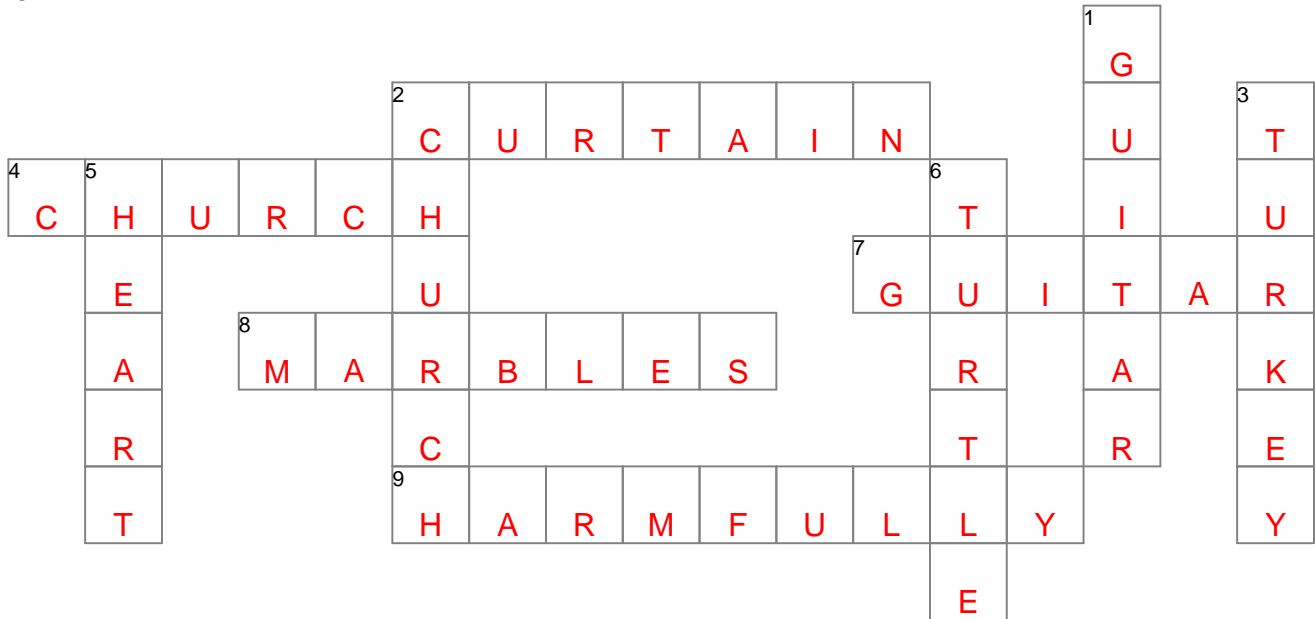 1
G
2 3
C U R T A I N U T
4 5 6
C H U R C H T I U
7
E U G U I T A R
8
A M A R B L E S R A K
R C T R E
9
T H A R M F U L L Y Y
E